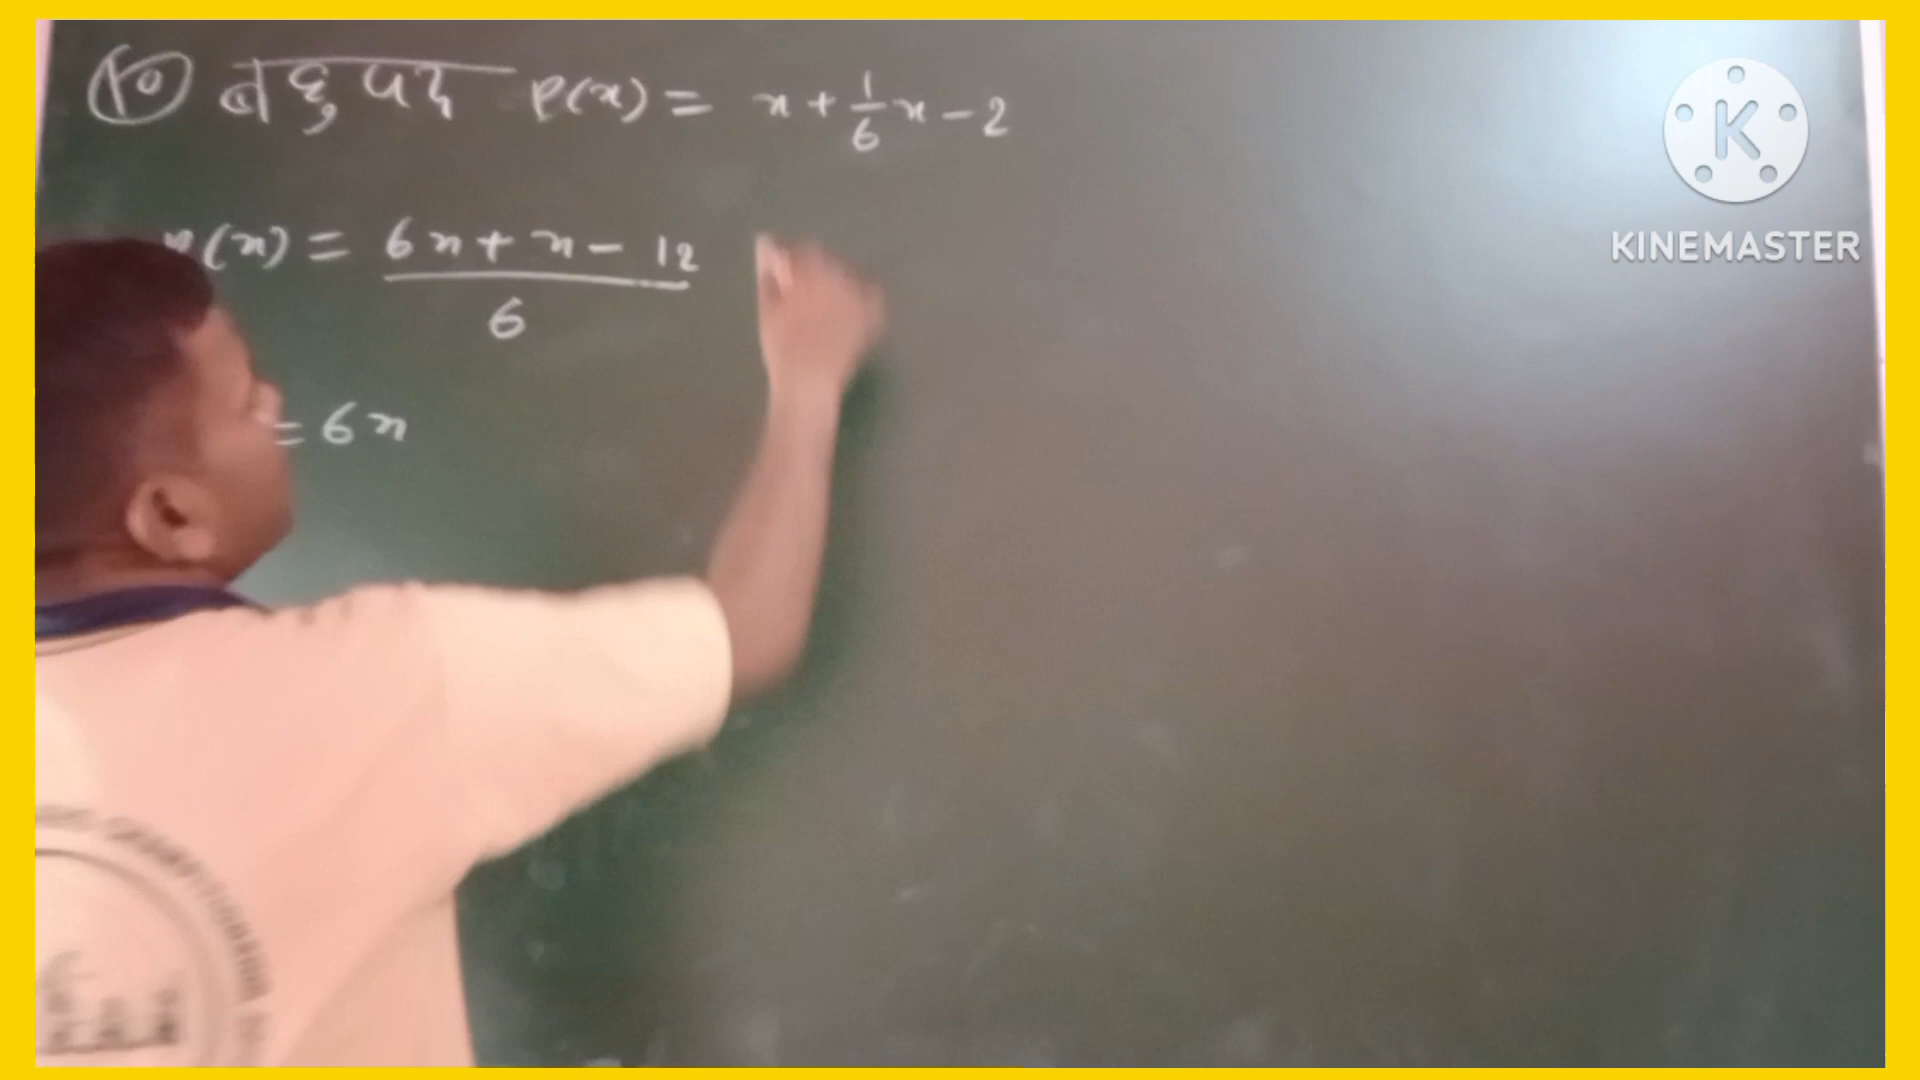 10 बहुपद P(x) = x + 1/6 x - 2
P(x) = 6x + x - 12 / 6
= 6x
KINEMASTER